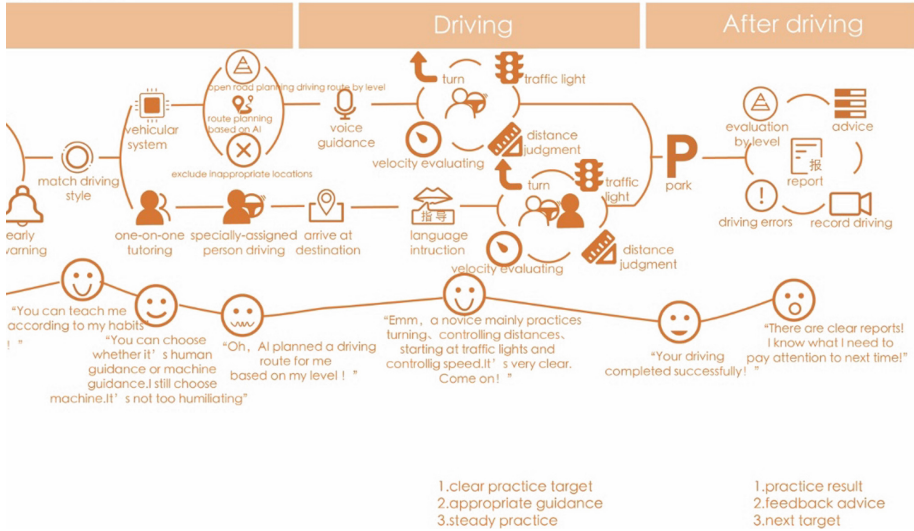 Driving
After driving
turn
traffic light
open road planning driving route by level
vehicular
system
route planning
based on AI
voice
guidance
velocity evaluating
distance
judgment
evaluation
by level
advice
exclude inappropriate locations
match driving
style
park
报
report
turn
traffic
light
指导
early
warning
one-on-one
tutoring
specially-assigned
person driving
arrive at
destination
language
intruction
driving errors
record driving
velocity evaluating
distance
judgment
“You can teach me
according to my habits
！”
“You can choose
whether it’s human
guidance or machine
guidance.I still choose
machine.It’s not too humiliating”
“Oh，AI planned a driving
route for me
based on my level！”
“Emm，a novice mainly practices
turning、controlling distances、
starting at traffic lights and
controllig speed.It’s very clear.
Come on！”
“Your driving
completed successfully！”
“There are clear reports!
I know what I need to
pay attention to next time!”
1.clear practice target
2.appropriate guidance
3.steady practice
1.practice result
2.feedback advice
3.next target